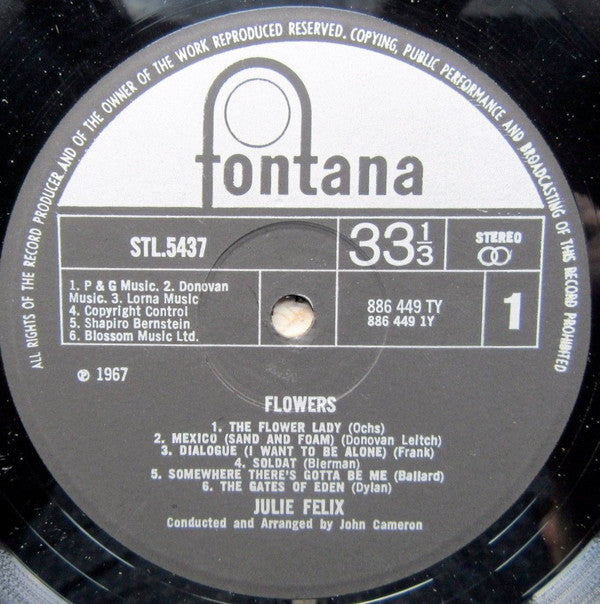 ALL RIGHTS OF THE RECORD PRODUCER AND OF THE OWNER OF THE WORK REPRODUCED RESERVED. COPYING, PUBLIC PERFORMANCE AND BROADCASTING OF THIS RECORD PROHIBITED
fontana
STL.5437
33 1/3
STEREO
1. P & G Music. 2. Donovan
Music. 3. Lorna Music
4. Copyright Control
5. Shapiro Bernstein
6. Blossom Music Ltd.
886 449 TY
886 449 1Y
1
℗ 1967
FLOWERS
1. THE FLOWER LADY (Ochs)
2. MEXICO (SAND AND FOAM) (Donovan Leitch)
3. DIALOGUE (I WANT TO BE ALONE) (Frank)
4. SOLDAT (Bierman)
5. SOMEWHERE THERE'S GOTTA BE ME (Ballard)
6. THE GATES OF EDEN (Dylan)
JULIE FELIX
Conducted and Arranged by John Cameron